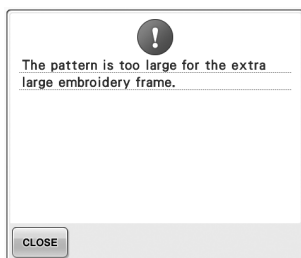 The pattern is too large for the extra
large embroidery frame.
CLOSE